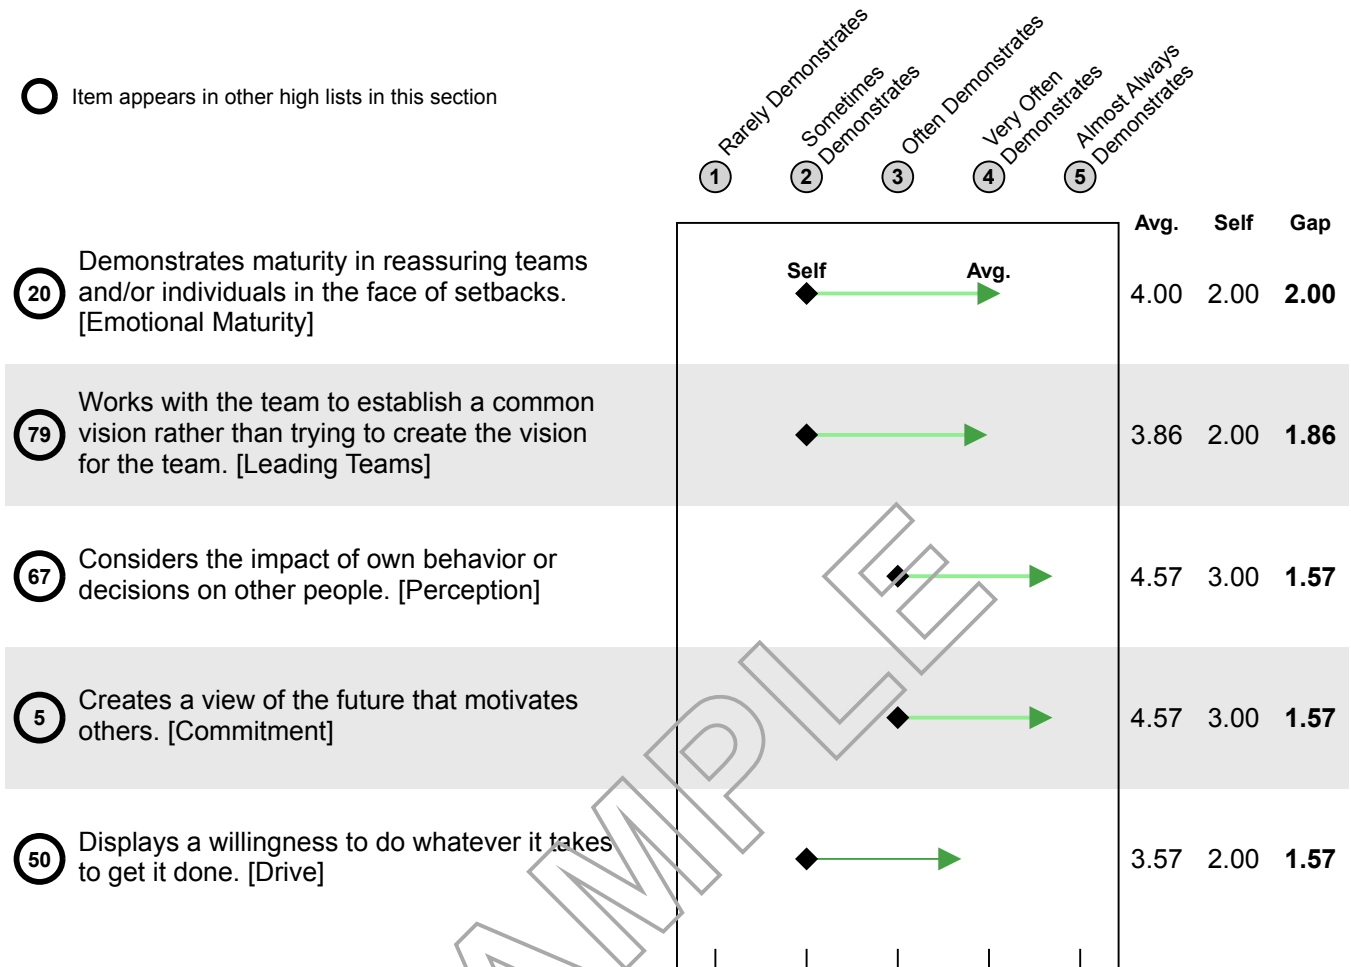 Item appears in other high lists in this section
Rarely Demonstrates
Sometimes
Demonstrates
Often Demonstrates
Very Often
Demonstrates
Almost Always
Demonstrates
1 2 3 4 5
Avg. Self Gap
20 Demonstrates maturity in reassuring teams
and/or individuals in the face of setbacks.
[Emotional Maturity]
Self Avg.
4.00 2.00 2.00
79 Works with the team to establish a common
vision rather than trying to create the vision
for the team. [Leading Teams]
3.86 2.00 1.86
67 Considers the impact of own behavior or
decisions on other people. [Perception]
4.57 3.00 1.57
5 Creates a view of the future that motivates
others. [Commitment]
4.57 3.00 1.57
50 Displays a willingness to do whatever it takes
to get it done. [Drive]
3.57 2.00 1.57
AMPLE